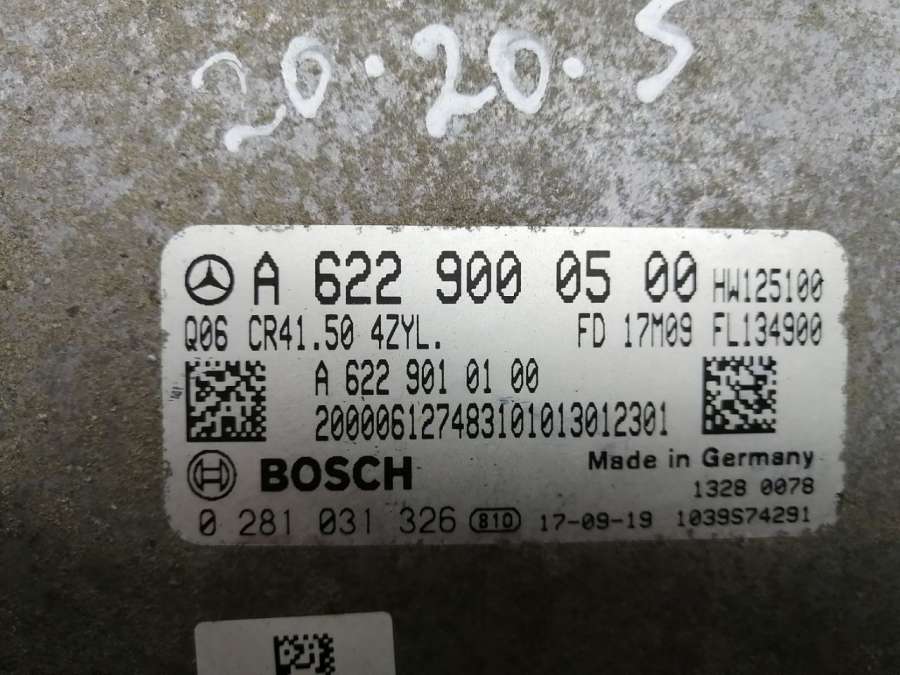 20.20.5
A 622 900 05 00 HW125100
Q06 CR41.50 4ZYL. FD 17M09 FL134900
A 622 901 01 00
200006127483101013012301
BOSCH Made in Germany
1328 0078
0 281 031 326 810 17-09-19 1039S74291